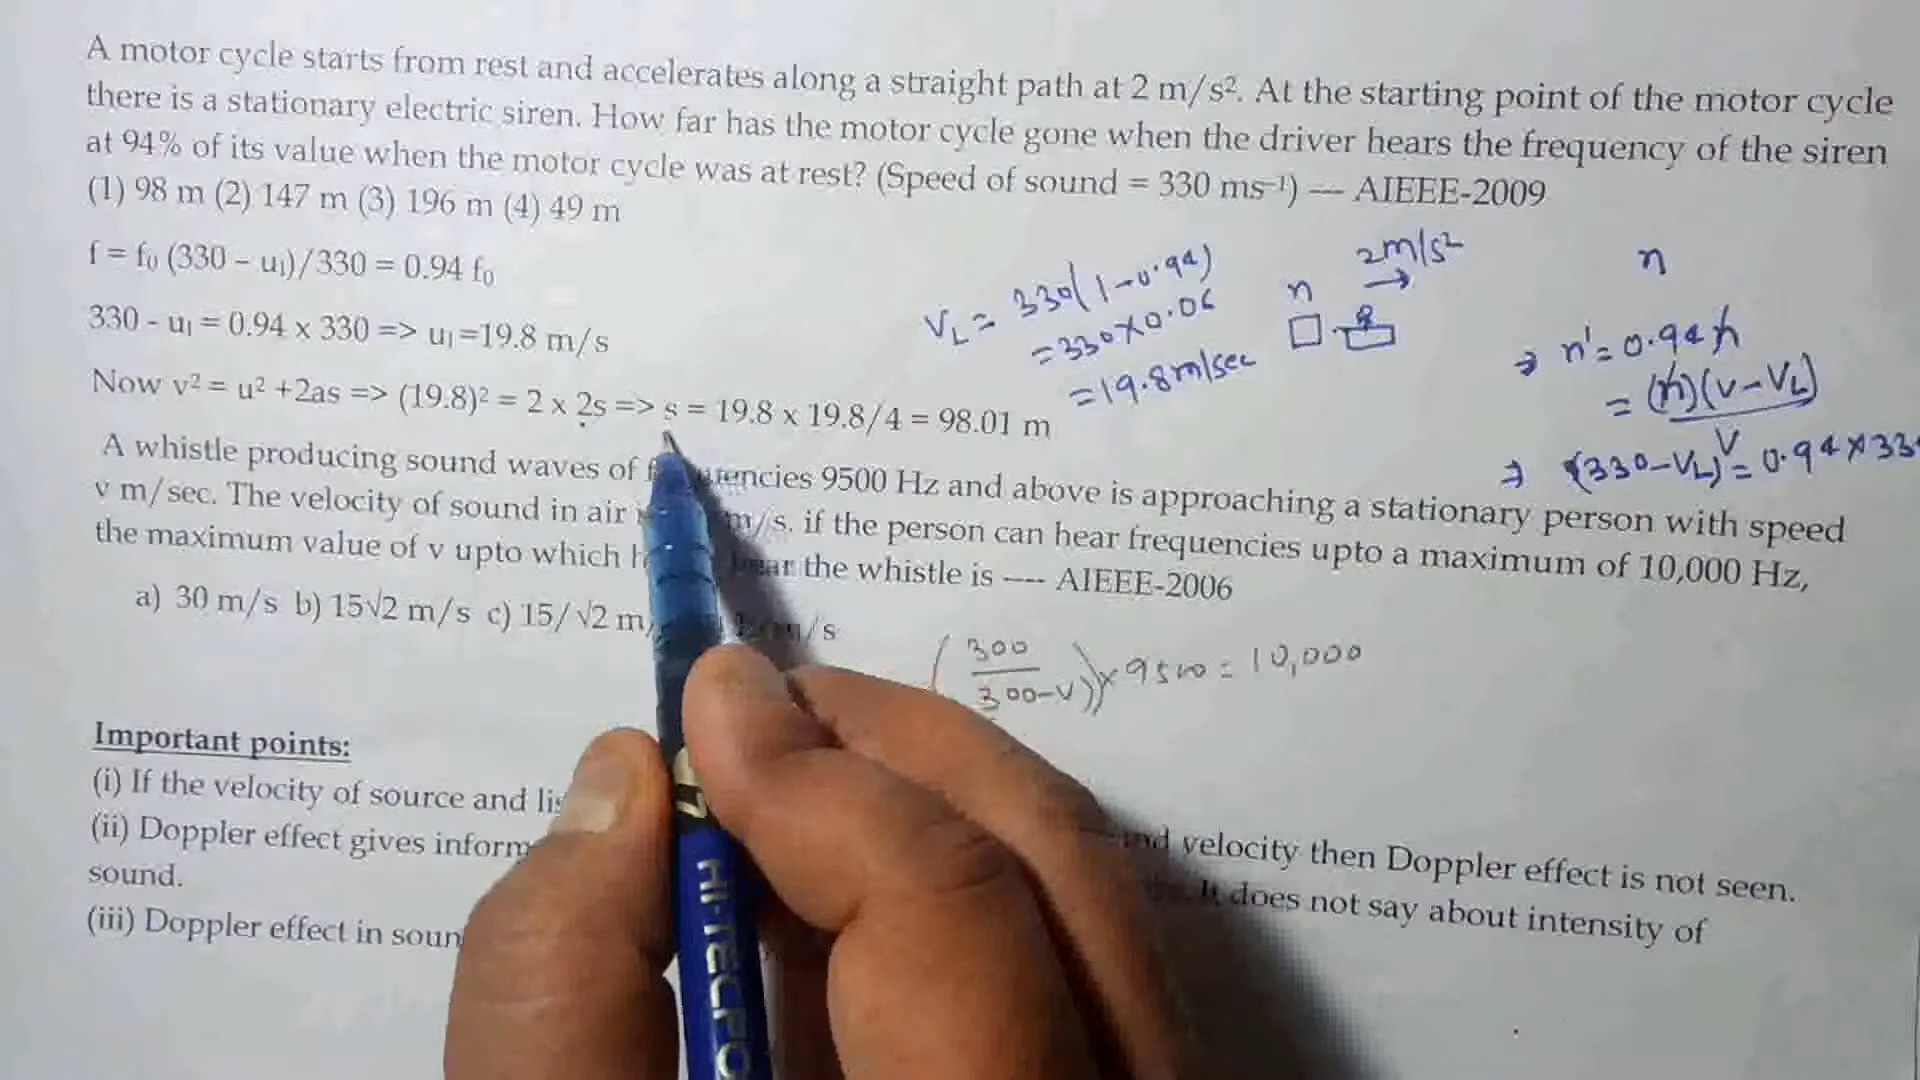 A motor cycle starts from rest and accelerates along a straight path at 2 m/s². At the starting point of the motor cycle
there is a stationary electric siren. How far has the motor cycle gone when the driver hears the frequency of the siren
at 94% of its value when the motor cycle was at rest? (Speed of sound = 330 ms⁻¹) --- AIEEE-2009
(1) 98 m (2) 147 m (3) 196 m (4) 49 m
f = f₀ (330 – uₗ)/330 = 0.94 f₀
330 - uₗ = 0.94 x 330 => uₗ =19.8 m/s
Now v² = u² +2as => (19.8)² = 2 x 2s => s = 19.8 x 19.8/4 = 98.01 m
V_L = 330(1-0.94)
=330×0.06
=19.8m/sec
2m/s²
→
n
n
⇒ n'=0.94n
= (n)(v-V_L)
V
⇒ (330-V_L) = 0.94×33
A whistle producing sound waves of frequencies 9500 Hz and above is approaching a stationary person with speed
v m/sec. The velocity of sound in air m/s. if the person can hear frequencies upto a maximum of 10,000 Hz,
the maximum value of v upto which hear the whistle is ---- AIEEE-2006
a) 30 m/s b) 15√2 m/s c) 15/√2 m/ m/s
(300
300-v)×9500=10,000
Important points:
(i) If the velocity of source and velocity then Doppler effect is not seen.
(ii) Doppler effect gives It does not say about intensity of
sound.
(iii) Doppler effect in
HI-TECPO